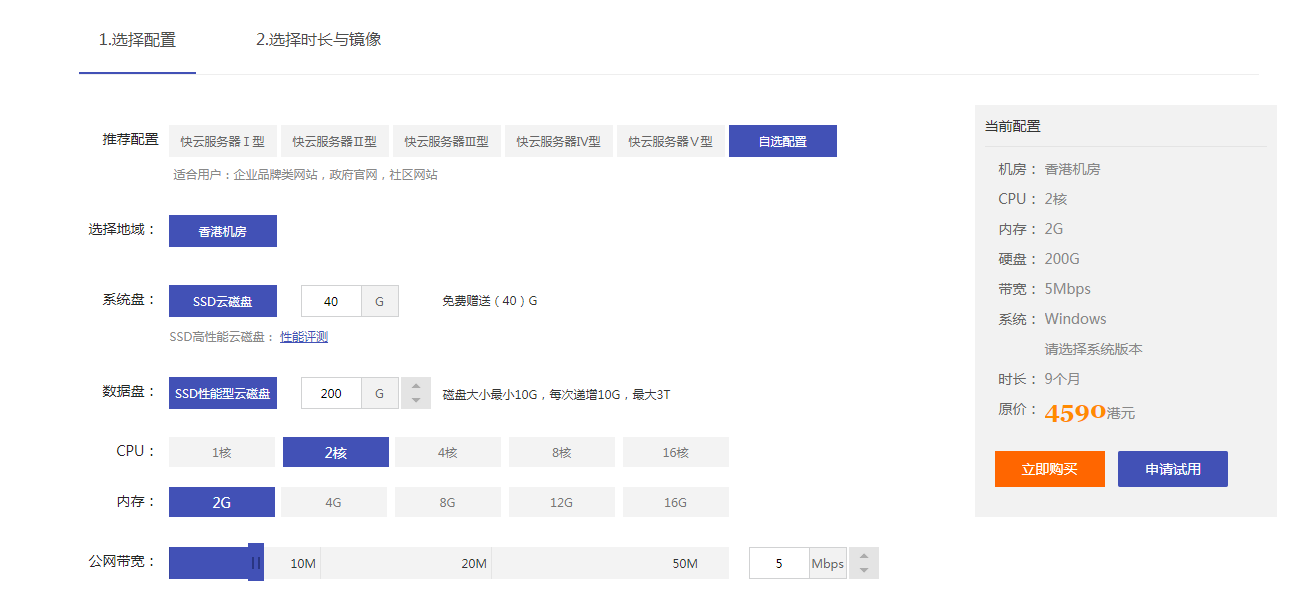 1.选择配置 2.选择时长与镜像
推荐配置 快云服务器Ⅰ型 快云服务器Ⅱ型 快云服务器Ⅲ型 快云服务器Ⅳ型 快云服务器Ⅴ型 自选配置
适合用户：企业品牌类网站，政府官网，社区网站
选择地域： 香港机房
系统盘： SSD云磁盘 40 G 免费赠送（40）G
SSD高性能云磁盘： 性能评测
数据盘： SSD性能型云磁盘 200 G 磁盘大小最小10G，每次递增10G，最大3T
CPU： 1核 2核 4核 8核 16核
内存： 2G 4G 8G 12G 16G
公网带宽： 10M 20M 50M 5 Mbps
当前配置
机房： 香港机房
CPU： 2核
内存： 2G
硬盘： 200G
带宽： 5Mbps
系统： Windows
请选择系统版本
时长： 9个月
原价： 4590港元
立即购买 申请试用